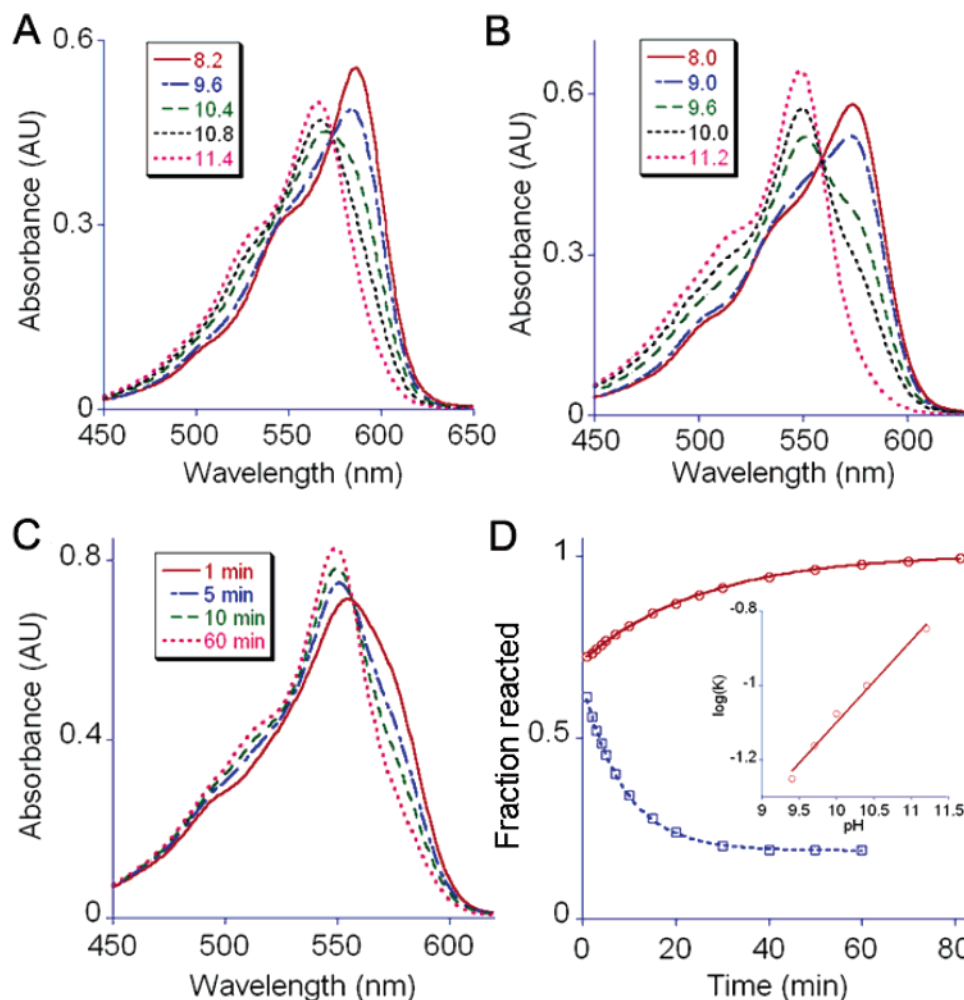 A
0.6
0.3
0
Absorbance (AU)
8.2
9.6
10.4
10.8
11.4
450 500 550 600 650
Wavelength (nm)
B
0.6
0.3
0
Absorbance (AU)
8.0
9.0
9.6
10.0
11.2
450 500 550 600
Wavelength (nm)
C
0.8
0.4
0
Absorbance (AU)
1 min
5 min
10 min
60 min
450 500 550 600
Wavelength (nm)
D
1
0.5
0
Fraction reacted
-0.8
-1
-1.2
log(K)
9 9.5 10 10.5 11 11.5
pH
0 20 40 60 80
Time (min)